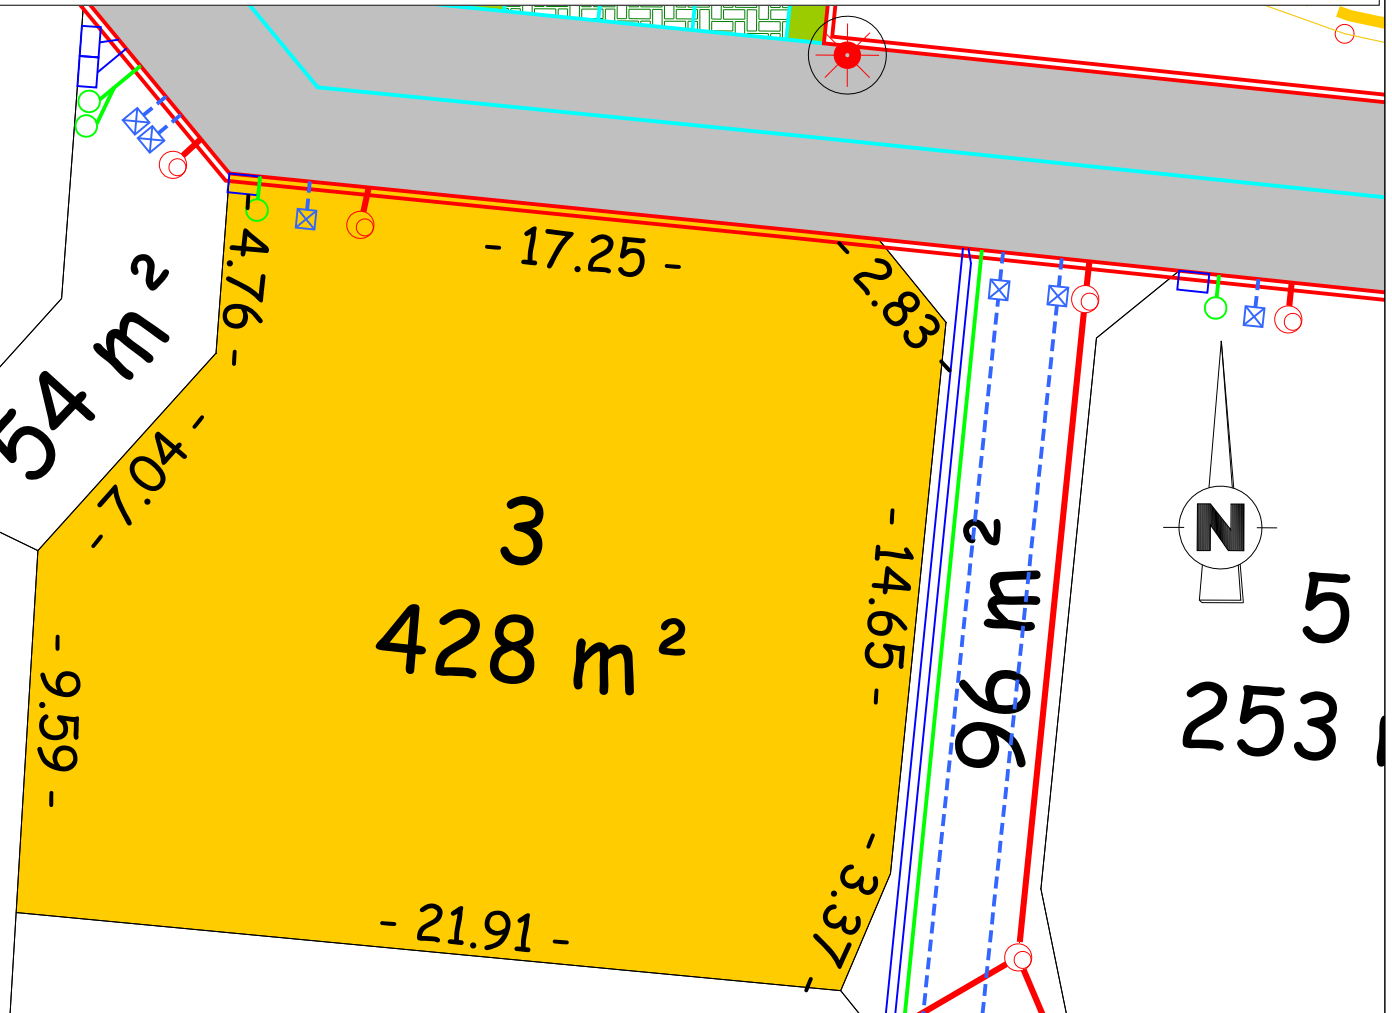 - 17.25 -
- 4.76 -
- 2.83 -
54 m²
- 7.04 -
3
428 m²
- 14.65 -
96 m²
N
5
253
- 9.59 -
- 3.37 -
- 21.91 -